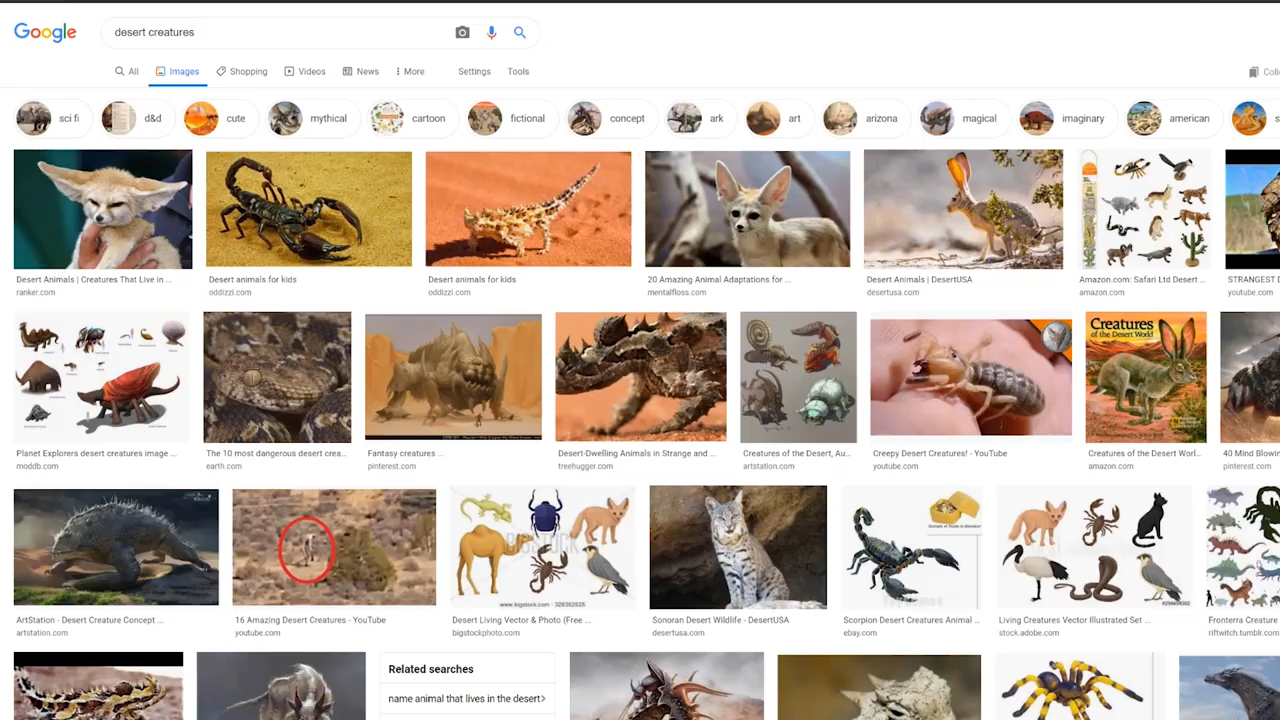 Google
desert creatures
All
Images
Shopping
Videos
News
More
Settings
Tools
sci fi
d&d
cute
mythical
cartoon
fictional
concept
ark
art
arizona
magical
imaginary
american
Desert Animals | Creatures That Live in ...
ranker.com
Desert animals for kids
oddizzi.com
Desert animals for kids
oddizzi.com
20 Amazing Animal Adaptations for ...
mentalfloss.com
Desert Animals | DesertUSA
desertusa.com
Amazon.com: Safari Ltd Desert ...
amazon.com
STRANGEST
youtube.com
Creatures
of the Desert World
Planet Explorers desert creatures image ...
moddb.com
The 10 most dangerous desert crea...
earth.com
Fantasy creatures ...
pinterest.com
Desert-Dwelling Animals in Strange and ...
treehugger.com
Creatures of the Desert, Au...
artstation.com
Creepy Desert Creatures! - YouTube
youtube.com
Creatures of the Desert Worl...
amazon.com
40 Mind Blowin
pinterest.com
BIGSTOCK
www.bigstock.com · 328362625
#294604502
ArtStation - Desert Creature Concept ...
artstation.com
16 Amazing Desert Creatures - YouTube
youtube.com
Desert Living Vector & Photo (Free ...
bigstockphoto.com
Sonoran Desert Wildlife - DesertUSA
desertusa.com
Scorpion Desert Creatures Animal ...
ebay.com
Living Creatures Vector Illustrated Set ...
stock.adobe.com
Fronterra Creature
riftwitch.tumblr.com
Related searches
name animal that lives in the desert